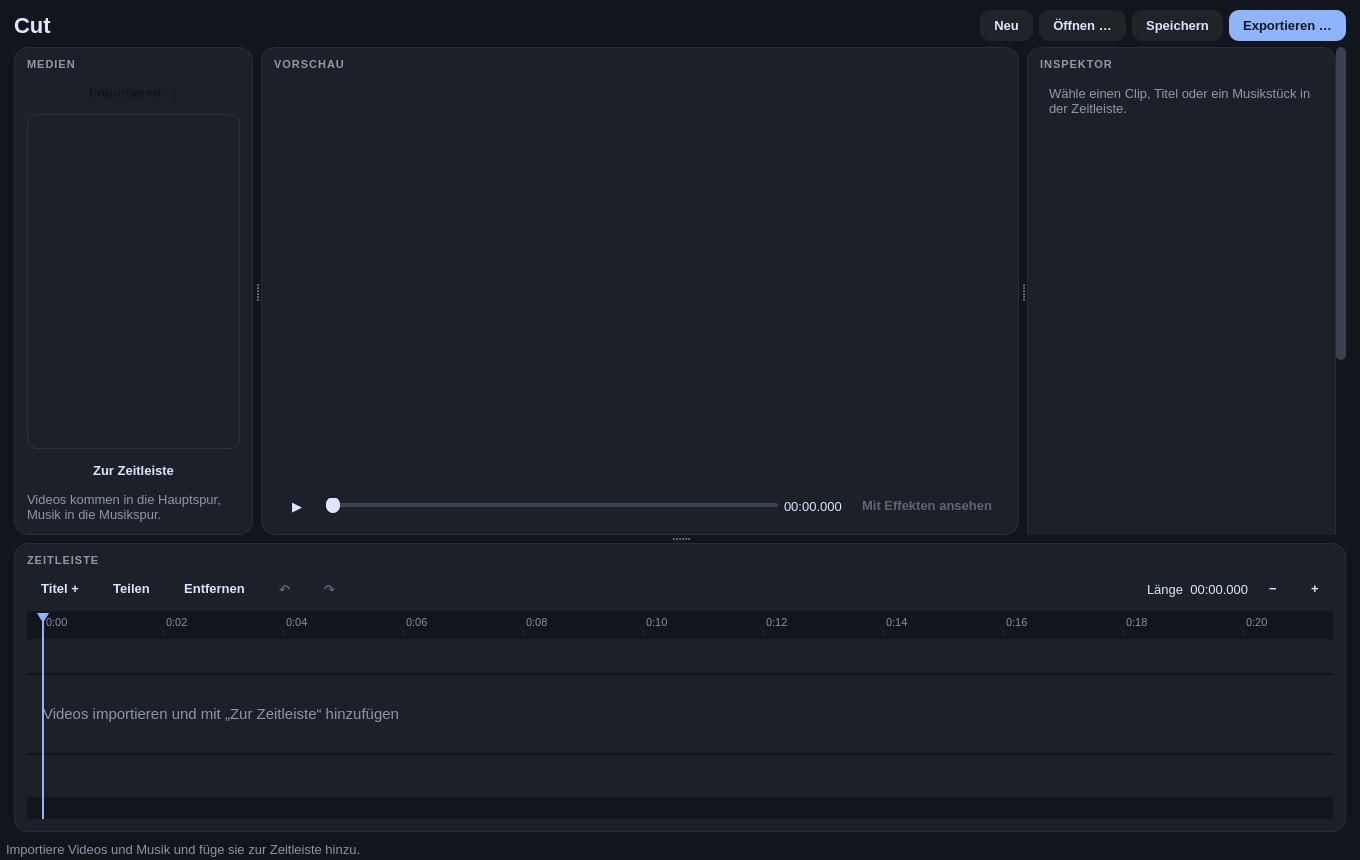 Cut
Neu
Öffnen …
Speichern
Exportieren …
MEDIEN
Importieren …
Zur Zeitleiste
Videos kommen in die Hauptspur,
Musik in die Musikspur.
VORSCHAU
00:00.000
Mit Effekten ansehen
INSPEKTOR
Wähle einen Clip, Titel oder ein Musikstück in
der Zeitleiste.
ZEITLEISTE
Titel +
Teilen
Entfernen
Länge 00:00.000
−
+
0:00
0:02
0:04
0:06
0:08
0:10
0:12
0:14
0:16
0:18
0:20
Videos importieren und mit „Zur Zeitleiste“ hinzufügen
Importiere Videos und Musik und füge sie zur Zeitleiste hinzu.